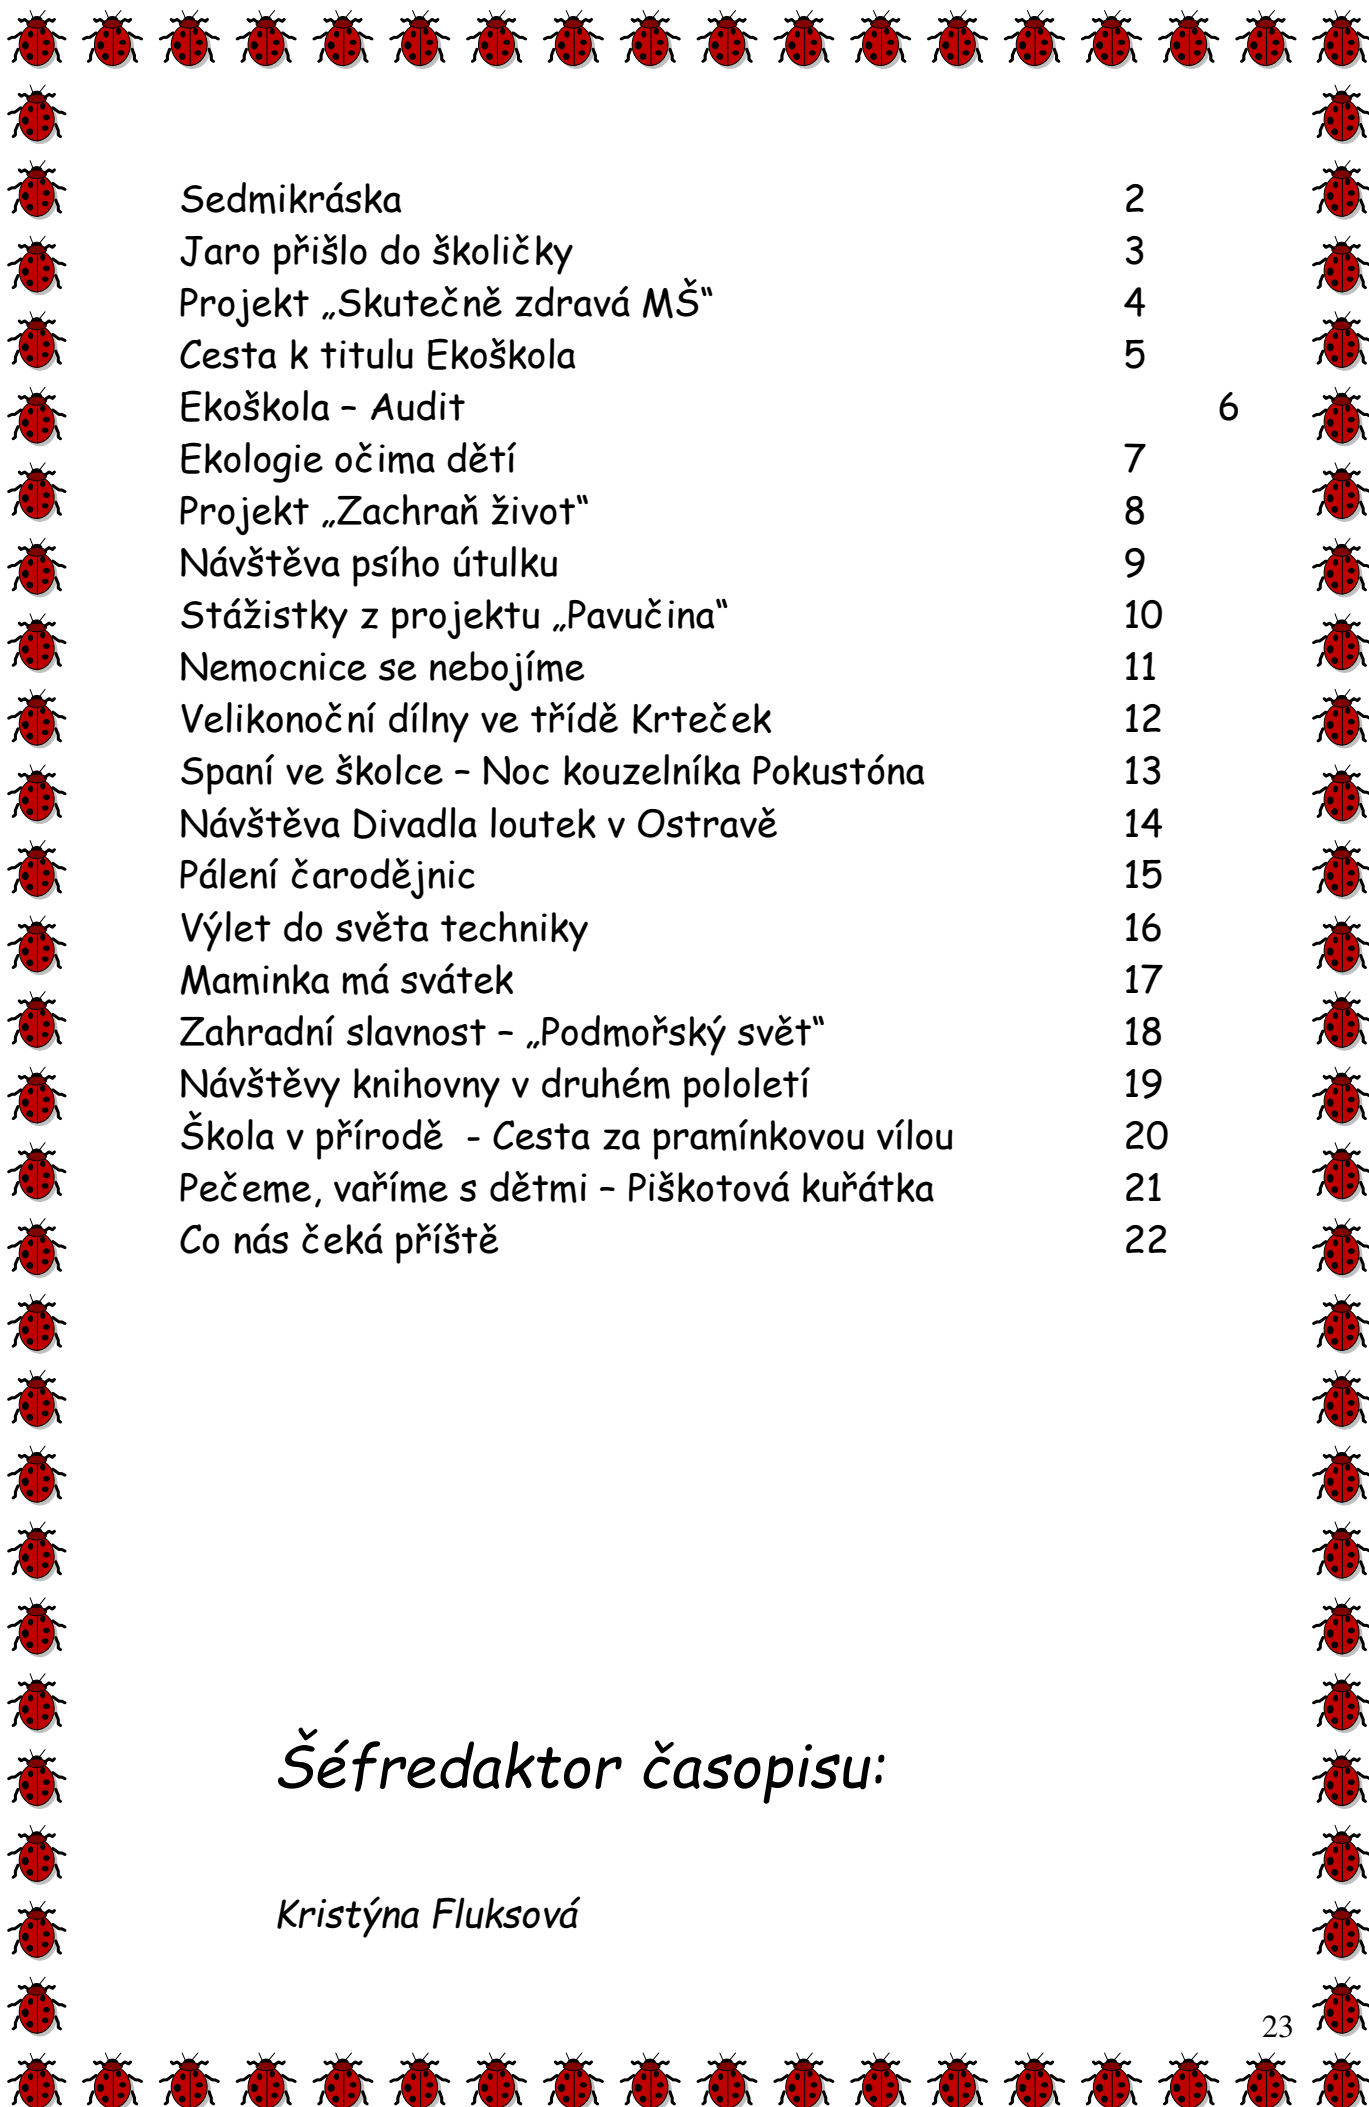 Sedmikráska 2
Jaro přišlo do školičky 3
Projekt „Skutečně zdravá MŠ“ 4
Cesta k titulu Ekoškola 5
Ekoškola – Audit 6
Ekologie očima dětí 7
Projekt „Zachraň život“ 8
Návštěva psího útulku 9
Stážistky z projektu „Pavučina“ 10
Nemocnice se nebojíme 11
Velikonoční dílny ve třídě Krteček 12
Spaní ve školce – Noc kouzelníka Pokustóna 13
Návštěva Divadla loutek v Ostravě 14
Pálení čarodějnic 15
Výlet do světa techniky 16
Maminka má svátek 17
Zahradní slavnost – „Podmořský svět“ 18
Návštěvy knihovny v druhém pololetí 19
Škola v přírodě  - Cesta za pramínkovou vílou 20
Pečeme, vaříme s dětmi – Piškotová kuřátka 21
Co nás čeká příště 22
Šéfredaktor časopisu:
Kristýna Fluksová
23